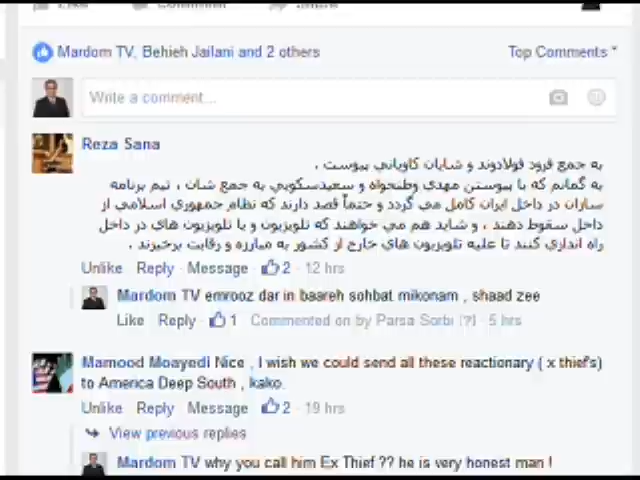 Mardom TV, Behieh Jailani and 2 others
Top Comments
Write a comment...
Reza Sana
به جمع فرود فولادوند و شایان کاویانی پیوست .
به گمانم که با پیوستن مهدی وطنخواه و سعیدسکویی به جمع شان ، تیم برنامه
سازان در داخل ایران کامل می گردد و حتماً قصد دارند که نظام جمهوری اسلامی از
داخل سقوط دهند ، و شاید هم می خواهند که تلویزیون و یا تلویزیون های در داخل
راه اندازی کنند تا علیه تلویزیون های خارج از کشور به مبارزه و رقابت برخیزند .
Unlike · Reply · Message · 2 · 12 hrs
Mardom TV emrooz dar in baareh sohbat mikonam , shaad zee
Like · Reply · 1 · Commented on by Parsa Sorbi [?] · 5 hrs
Mamood Moayedi Nice , I wish we could send all these reactionary ( x thiefs)
to America Deep South , kako.
Unlike · Reply · Message · 2 · 19 hrs
View previous replies
Mardom TV why you call him Ex Thief ?? he is very honest man !